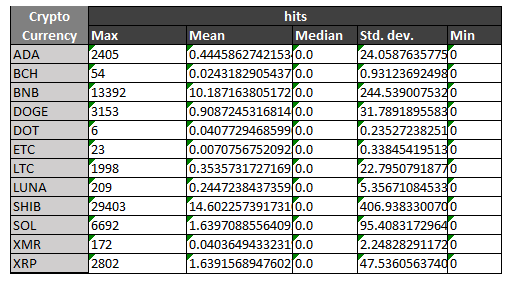 Crypto Currency hits
Max Mean Median Std. dev. Min
ADA 2405 0.4445862742153 0.0 24.0587635775 0
BCH 54 0.0243182905437 0.0 0.93123692498 0
BNB 13392 10.187163805172 0.0 244.539007532 0
DOGE 3153 0.9087245316814 0.0 31.7891895583 0
DOT 6 0.0407729468599 0.0 0.23527238251 0
ETC 23 0.0070756752092 0.0 0.33845419513 0
LTC 1998 0.3535731727169 0.0 22.7950791877 0
LUNA 209 0.2447238437359 0.0 5.35671084533 0
SHIB 29403 14.602257391731 0.0 406.938330070 0
SOL 6692 1.6397088556409 0.0 95.4083172964 0
XMR 172 0.0403649433231 0.0 2.24828291172 0
XRP 2802 1.6391568947602 0.0 47.5360563740 0